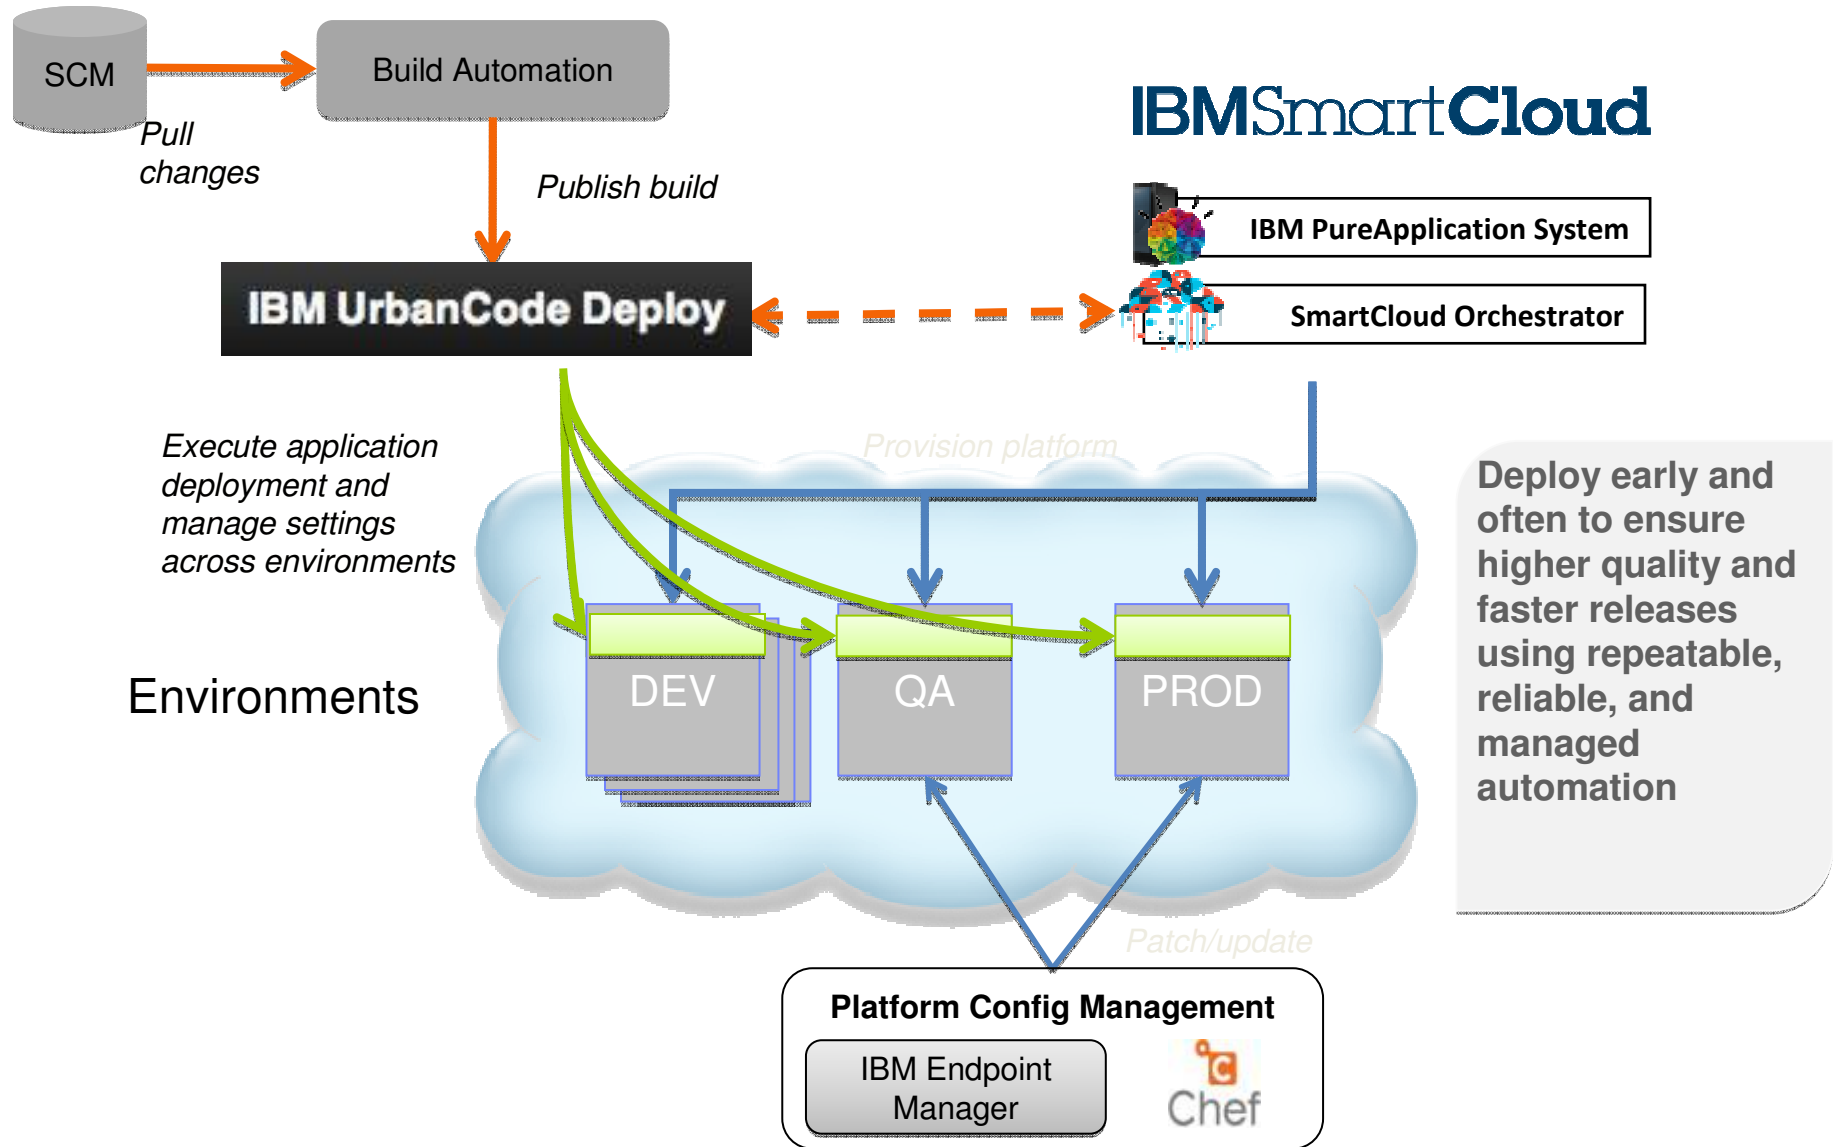 SCM
Build Automation
Pull
changes
Publish build
IBMSmartCloud
IBM PureApplication System
SmartCloud Orchestrator
IBM UrbanCode Deploy
Execute application
deployment and
manage settings
across environments
Provision platform
Deploy early and
often to ensure
higher quality and
faster releases
using repeatable,
reliable, and
managed
automation
Environments
DEV
QA
PROD
Patch/update
Platform Config Management
IBM Endpoint
Manager
C
Chef